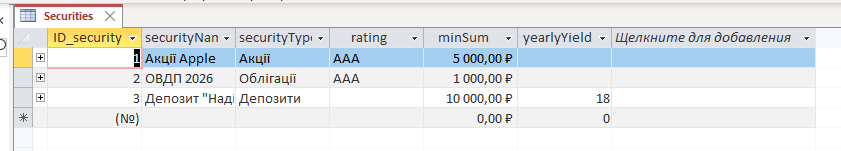 Securities
ID_security securityNan securityType rating minSum yearlyYield Щелкните для добавления
1 Акції Apple Акції AAA 5 000,00 ₽
2 ОВДП 2026 Облігації AAA 1 000,00 ₽
3 Депозит "Наді Депозити 10 000,00 ₽ 18
(№) 0,00 ₽ 0